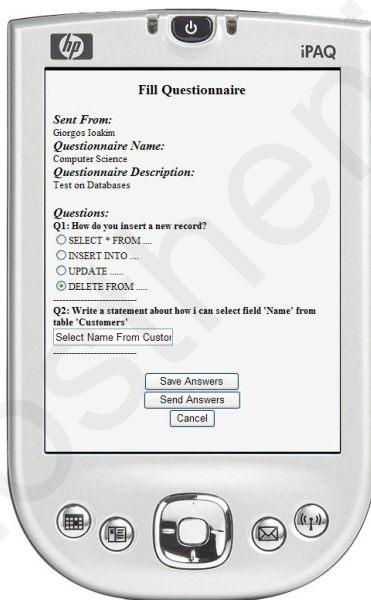 hp
iPAQ
Fill Questionnaire
Sent From:
Giorgos Ioakim
Questionnaire Name:
Computer Science
Questionnaire Description:
Test on Databases
Questions:
Q1: How do you insert a new record?
SELECT * FROM ....
INSERT INTO ....
UPDATE ......
DELETE FROM .....
----------------------------
Q2: Write a statement about how i can select field 'Name' from
table 'Customers'
Select Name From Custor
----------------------------
Save Answers
Send Answers
Cancel